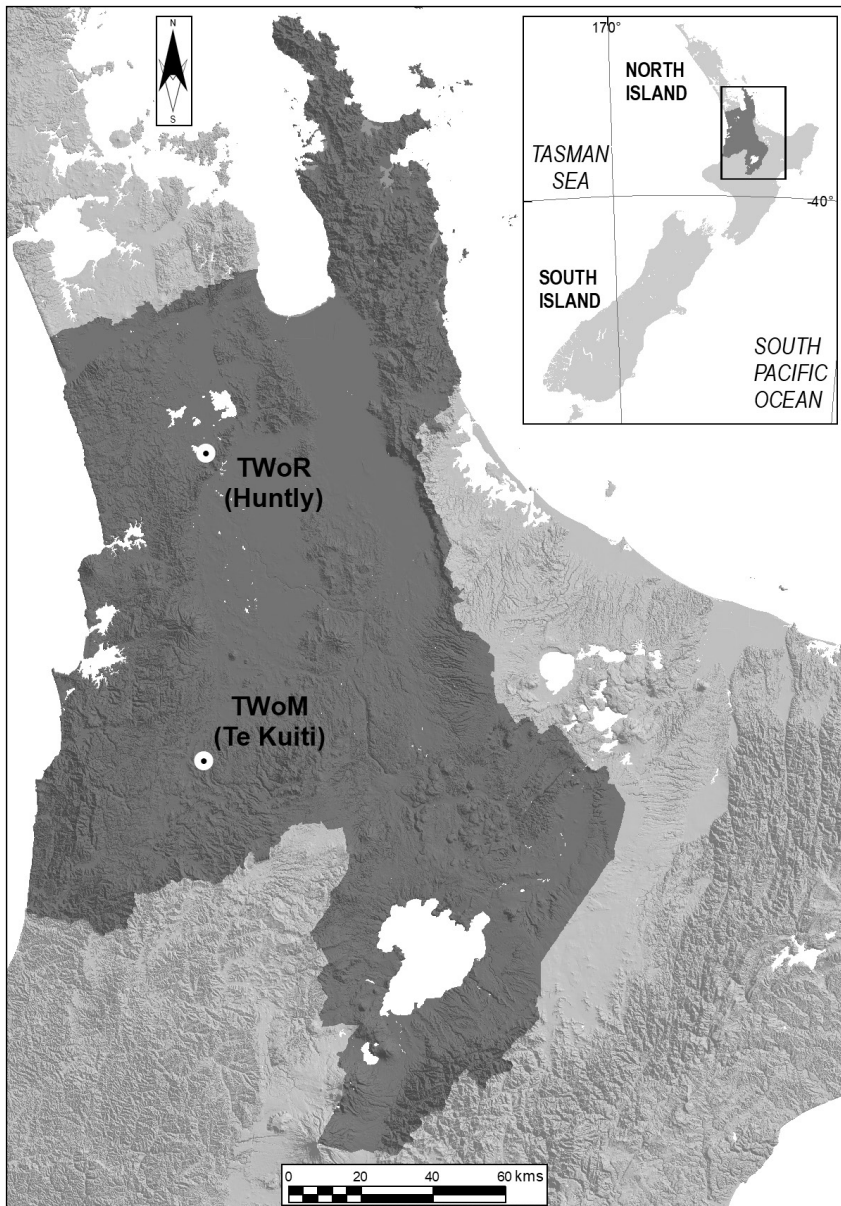 N
S
170°
NORTH
ISLAND
TASMAN
SEA
-40°
SOUTH
ISLAND
SOUTH
PACIFIC
OCEAN
TWoR
(Huntly)
TWoM
(Te Kuiti)
0 20 40 60 kms